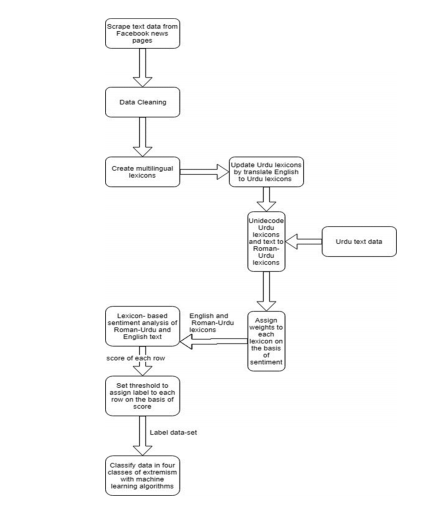 Scrape text data from
Facebook news
pages
Data Cleaning
Create multilingual
lexicons
Update Urdu lexicons
by translate English
to Urdu lexicons
Unidecode
Urdu
lexicons
and text to
Roman-
Urdu
lexicons
Urdu text data
Assign
weights to
each
lexicon on
the basis
of
sentiment
English and
Roman-Urdu
lexicons
Lexicon- based
sentiment analysis of
Roman-Urdu and
English text
score of each row
Set threshold to
assign label to each
row on the basis of
score
Label data-set
Classify data in four
classes of extremism
with machine
learning algorithms